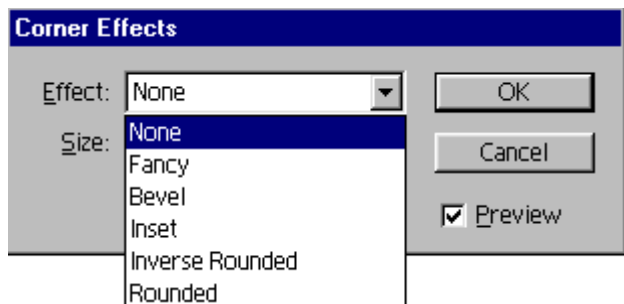 Corner Effects
Effect: None OK
Size: None Cancel
Fancy
Bevel
Inset Preview
Inverse Rounded
Rounded